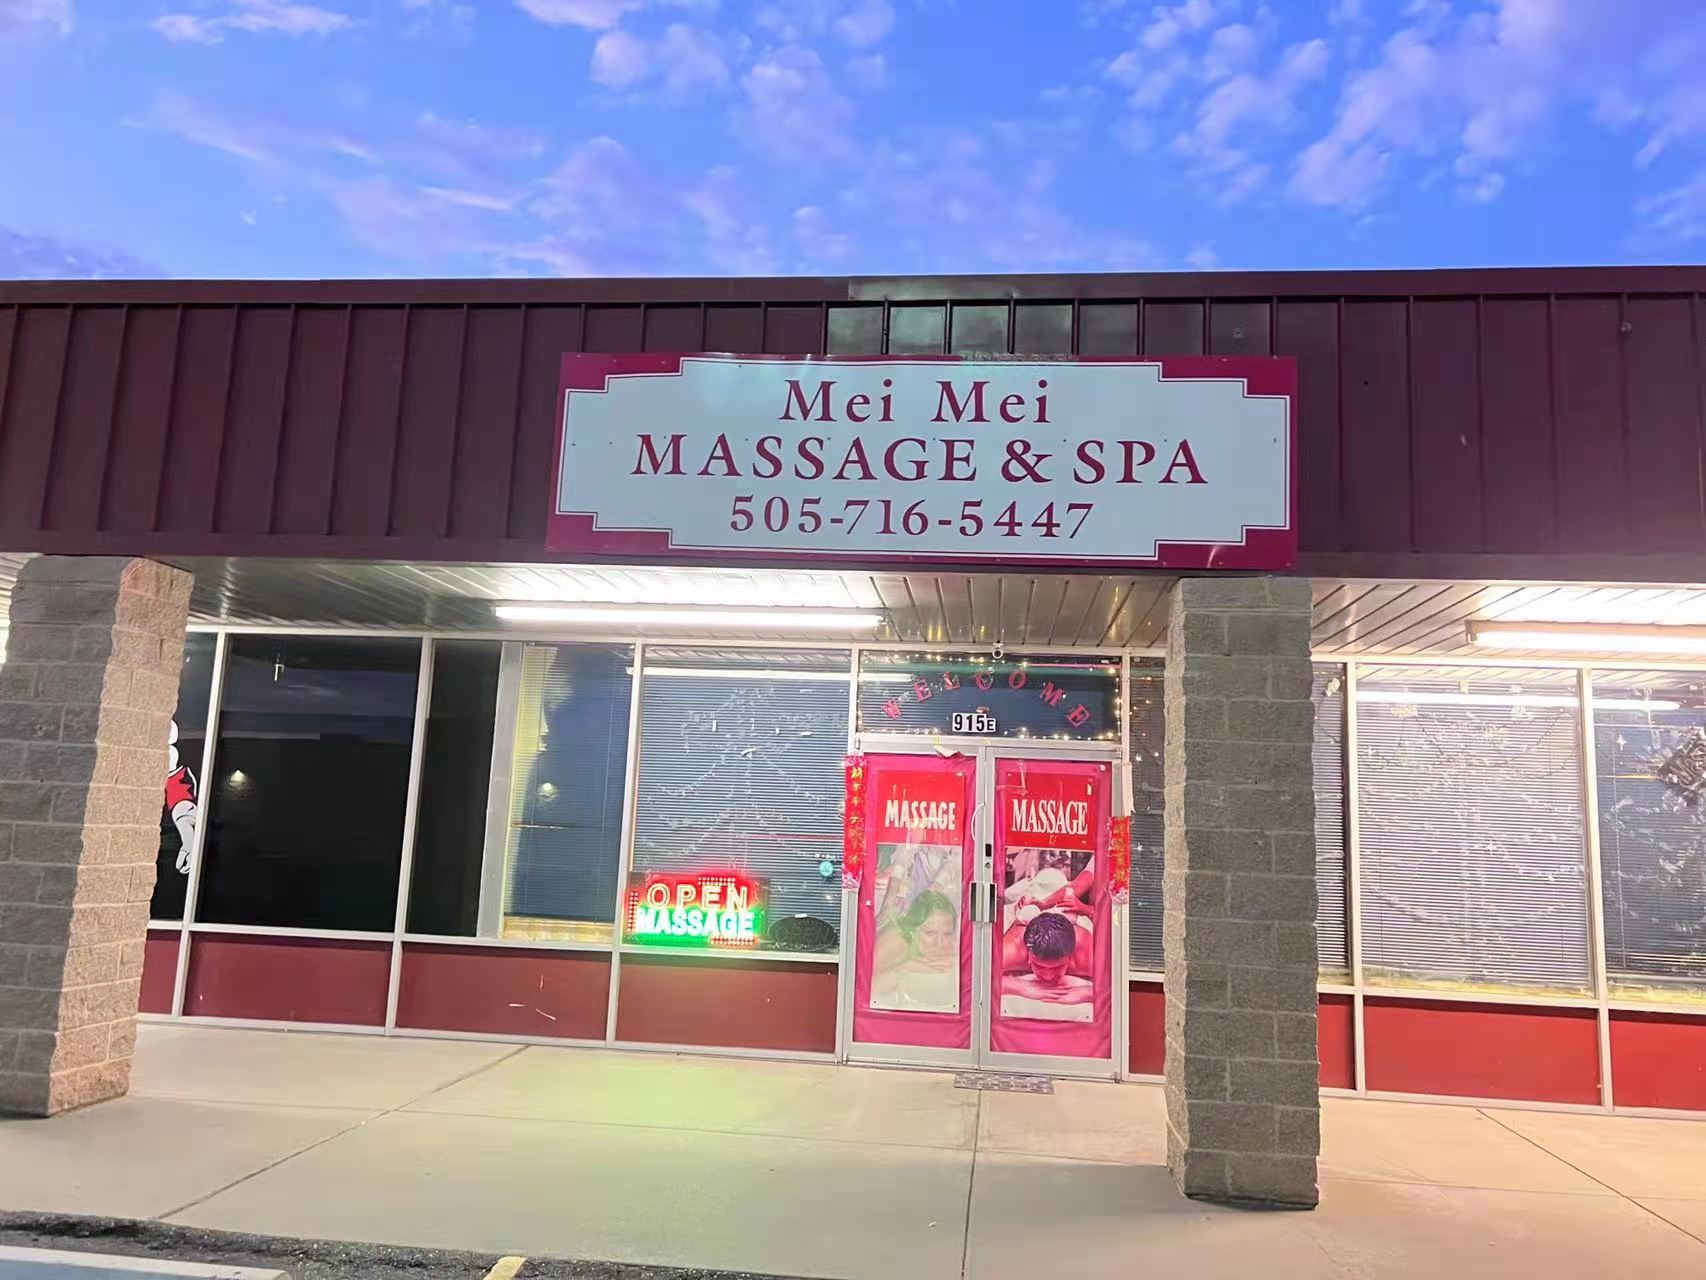 Mei Mei
MASSAGE & SPA
505-716-5447
WELCOME
915E
MASSAGE
MASSAGE
OPEN
MASSAGE